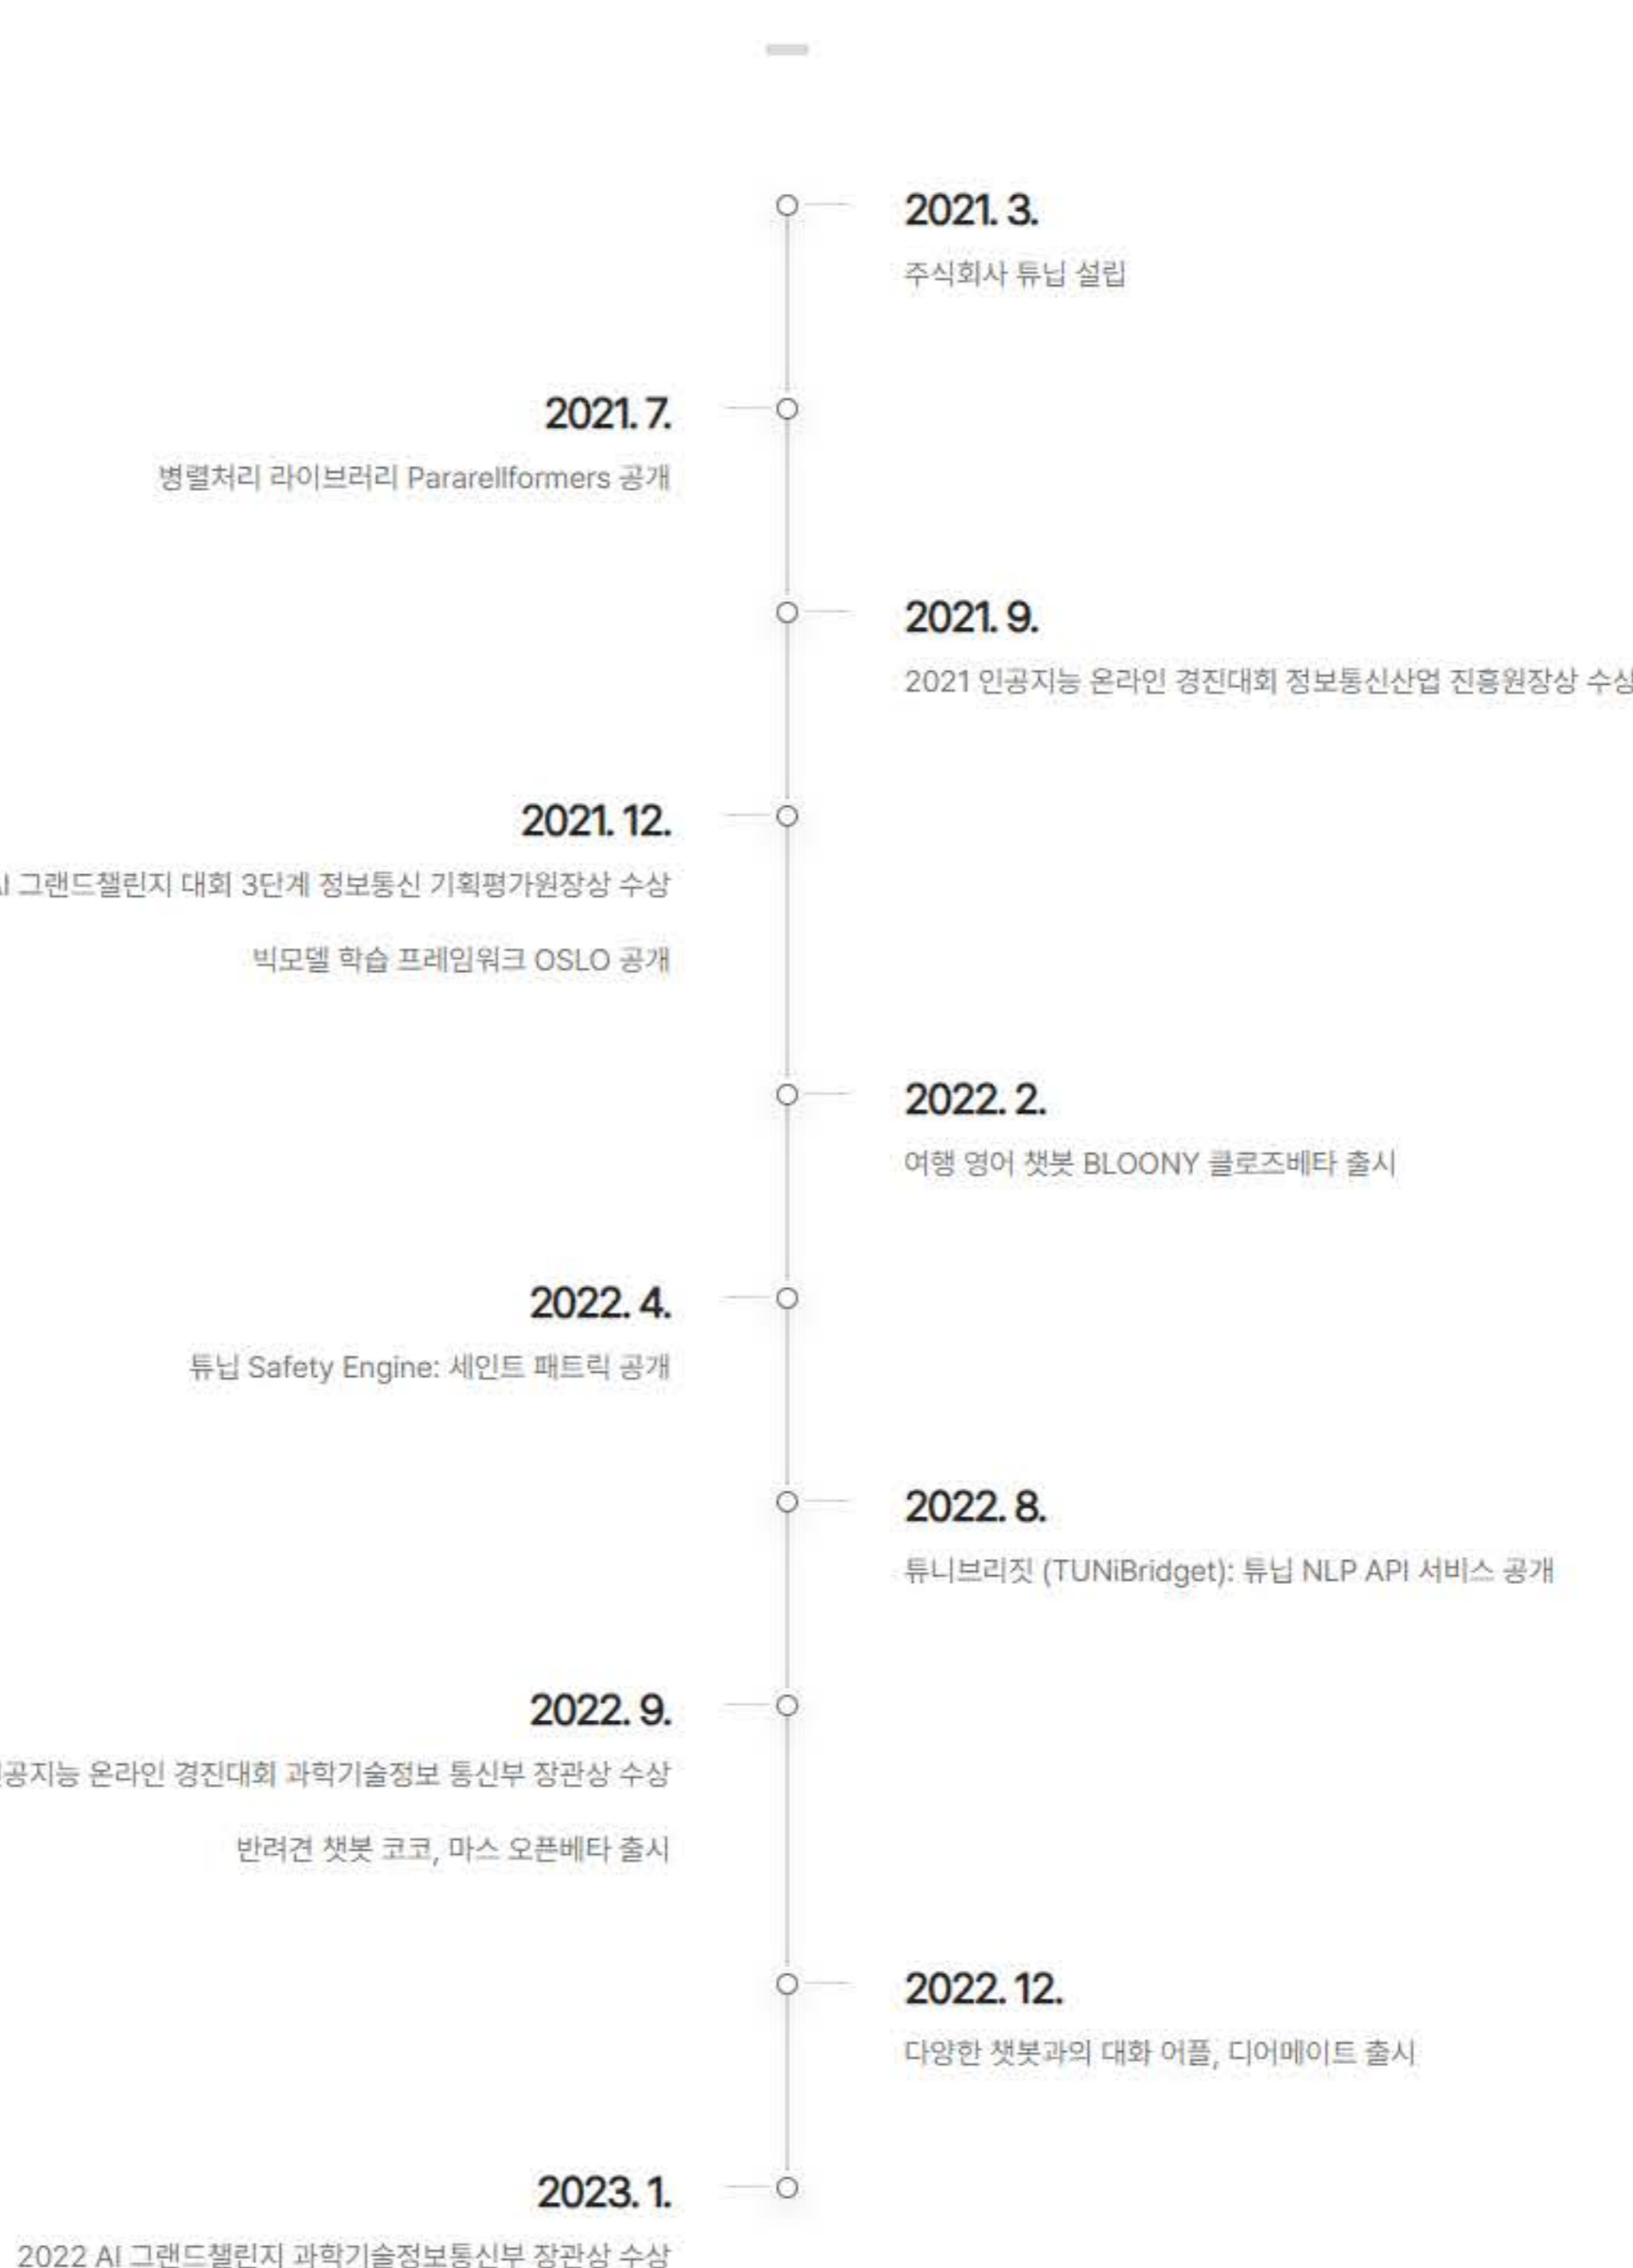 2021. 3.
주식회사 튜닙 설립
2021. 7.
병렬처리 라이브러리 Pararellformers 공개
2021. 9.
2021 인공지능 온라인 경진대회 정보통신산업 진흥원장상 수상
2021. 12.
AI 그랜드챌린지 대회 3단계 정보통신 기획평가원장상 수상
빅모델 학습 프레임워크 OSLO 공개
2022. 2.
여행 영어 챗봇 BLOONY 클로즈베타 출시
2022. 4.
튜닙 Safety Engine: 세인트 패트릭 공개
2022. 8.
튜니브리짓 (TUNiBridget): 튜닙 NLP API 서비스 공개
2022. 9.
인공지능 온라인 경진대회 과학기술정보 통신부 장관상 수상
반려견 챗봇 코코, 마스 오픈베타 출시
2022. 12.
다양한 챗봇과의 대화 어플, 디어메이트 출시
2023. 1.
2022 AI 그랜드챌린지 과학기술정보통신부 장관상 수상